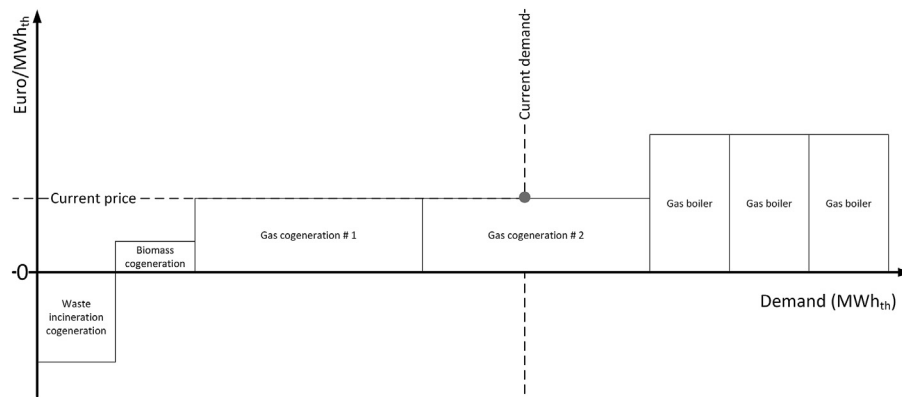 Euro/MWhth
Current demand
Current price
Gas cogeneration # 1
Gas cogeneration # 2
Gas boiler
Gas boiler
Gas boiler
Biomass
cogeneration
0
Waste
incineration
cogeneration
Demand (MWhth)